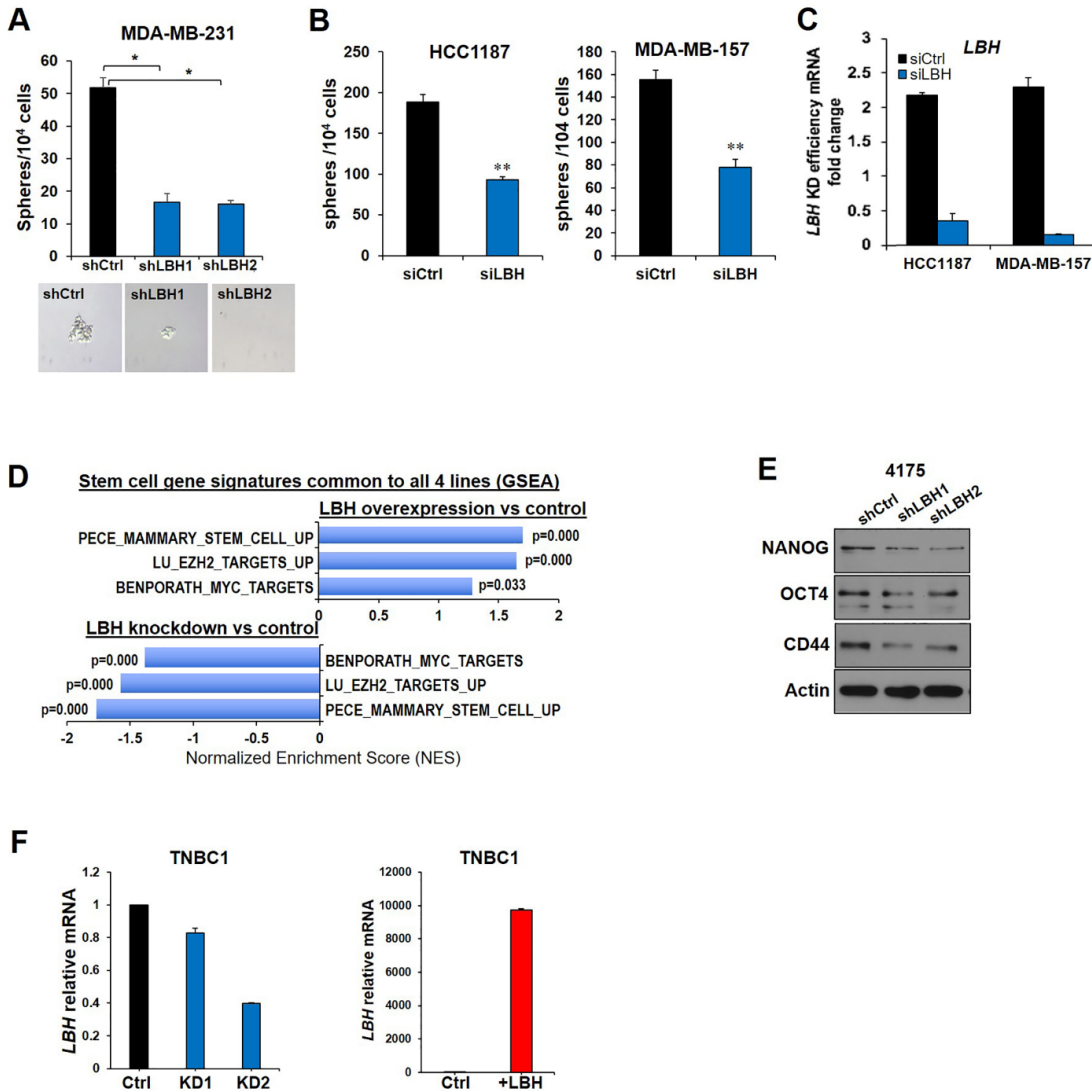 A
MDA-MB-231
Spheres/10⁴ cells
60
50
40
30
20
10
0
*
*
shCtrl shLBH1 shLBH2
shCtrl shLBH1 shLBH2
B
HCC1187
spheres /10⁴ cells
250
200
150
100
50
0
**
siCtrl siLBH
MDA-MB-157
spheres /104 cells
180
160
140
120
100
80
60
40
20
0
**
siCtrl siLBH
C
LBH
siCtrl
siLBH
LBH KD efficiency mRNA
fold change
3
2.5
2
1.5
1
0.5
0
HCC1187 MDA-MB-157
D
Stem cell gene signatures common to all 4 lines (GSEA)
LBH overexpression vs control
PECE_MAMMARY_STEM_CELL_UP p=0.000
LU_EZH2_TARGETS_UP p=0.000
BENPORATH_MYC_TARGETS p=0.033
0 0.5 1 1.5 2
LBH knockdown vs control
p=0.000 BENPORATH_MYC_TARGETS
p=0.000 LU_EZH2_TARGETS_UP
p=0.000 PECE_MAMMARY_STEM_CELL_UP
-2 -1.5 -1 -0.5 0
Normalized Enrichment Score (NES)
E
4175
shCtrl shLBH1 shLBH2
NANOG
OCT4
CD44
Actin
F
TNBC1
LBH relative mRNA
1.2
1
0.8
0.6
0.4
0.2
0
Ctrl KD1 KD2
TNBC1
LBH relative mRNA
12000
10000
8000
6000
4000
2000
0
Ctrl +LBH